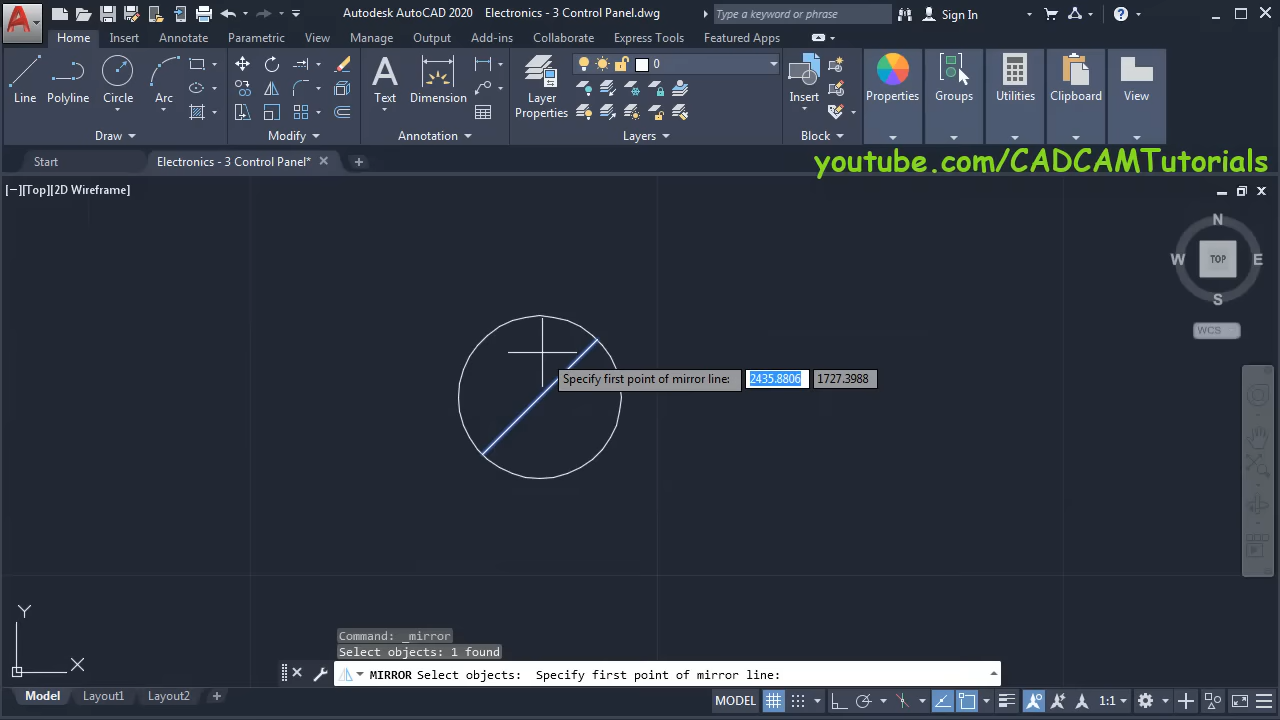 Autodesk AutoCAD 2020 Electronics - 3 Control Panel.dwg
Type a keyword or phrase
Sign In
Home Insert Annotate Parametric View Manage Output Add-ins Collaborate Express Tools Featured Apps
0
Line Polyline Circle Arc
Text Dimension
Layer Properties
Insert
Properties Groups Utilities Clipboard View
Draw Modify Annotation Layers Block
Start Electronics - 3 Control Panel*
youtube.com/CADCAMTutorials
[−][Top][2D Wireframe]
N
W TOP E
S
WCS
Specify first point of mirror line: 2435.8806 1727.3988
Y
X
Command: _mirror
Select objects: 1 found
MIRROR Select objects: Specify first point of mirror line:
Model Layout1 Layout2
MODEL 1:1